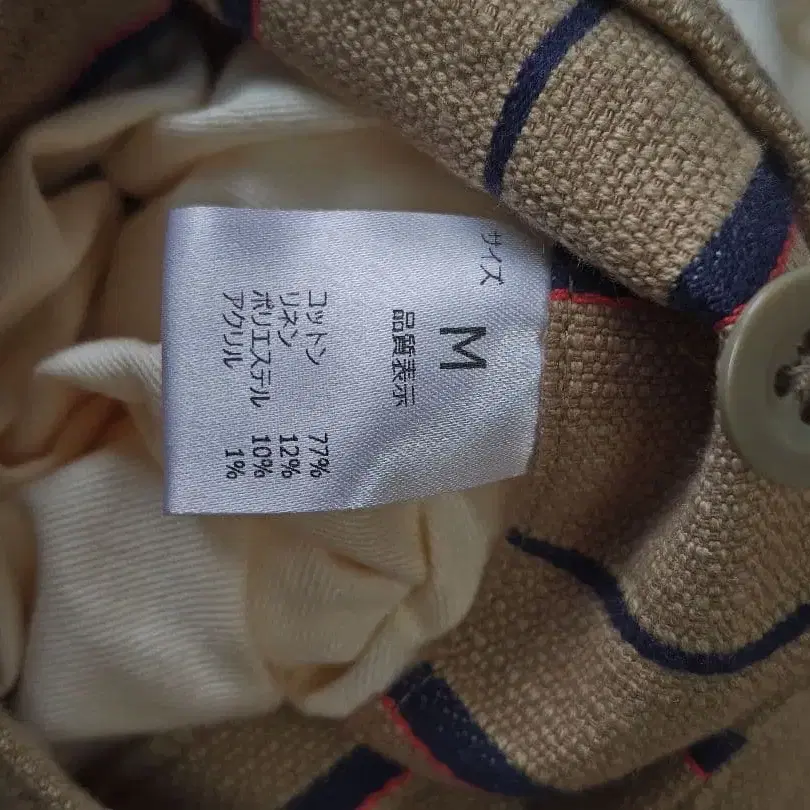 サイズ
M
品質表示
コットン 77%
リネン 12%
ポリエステル 10%
アクリル 1%